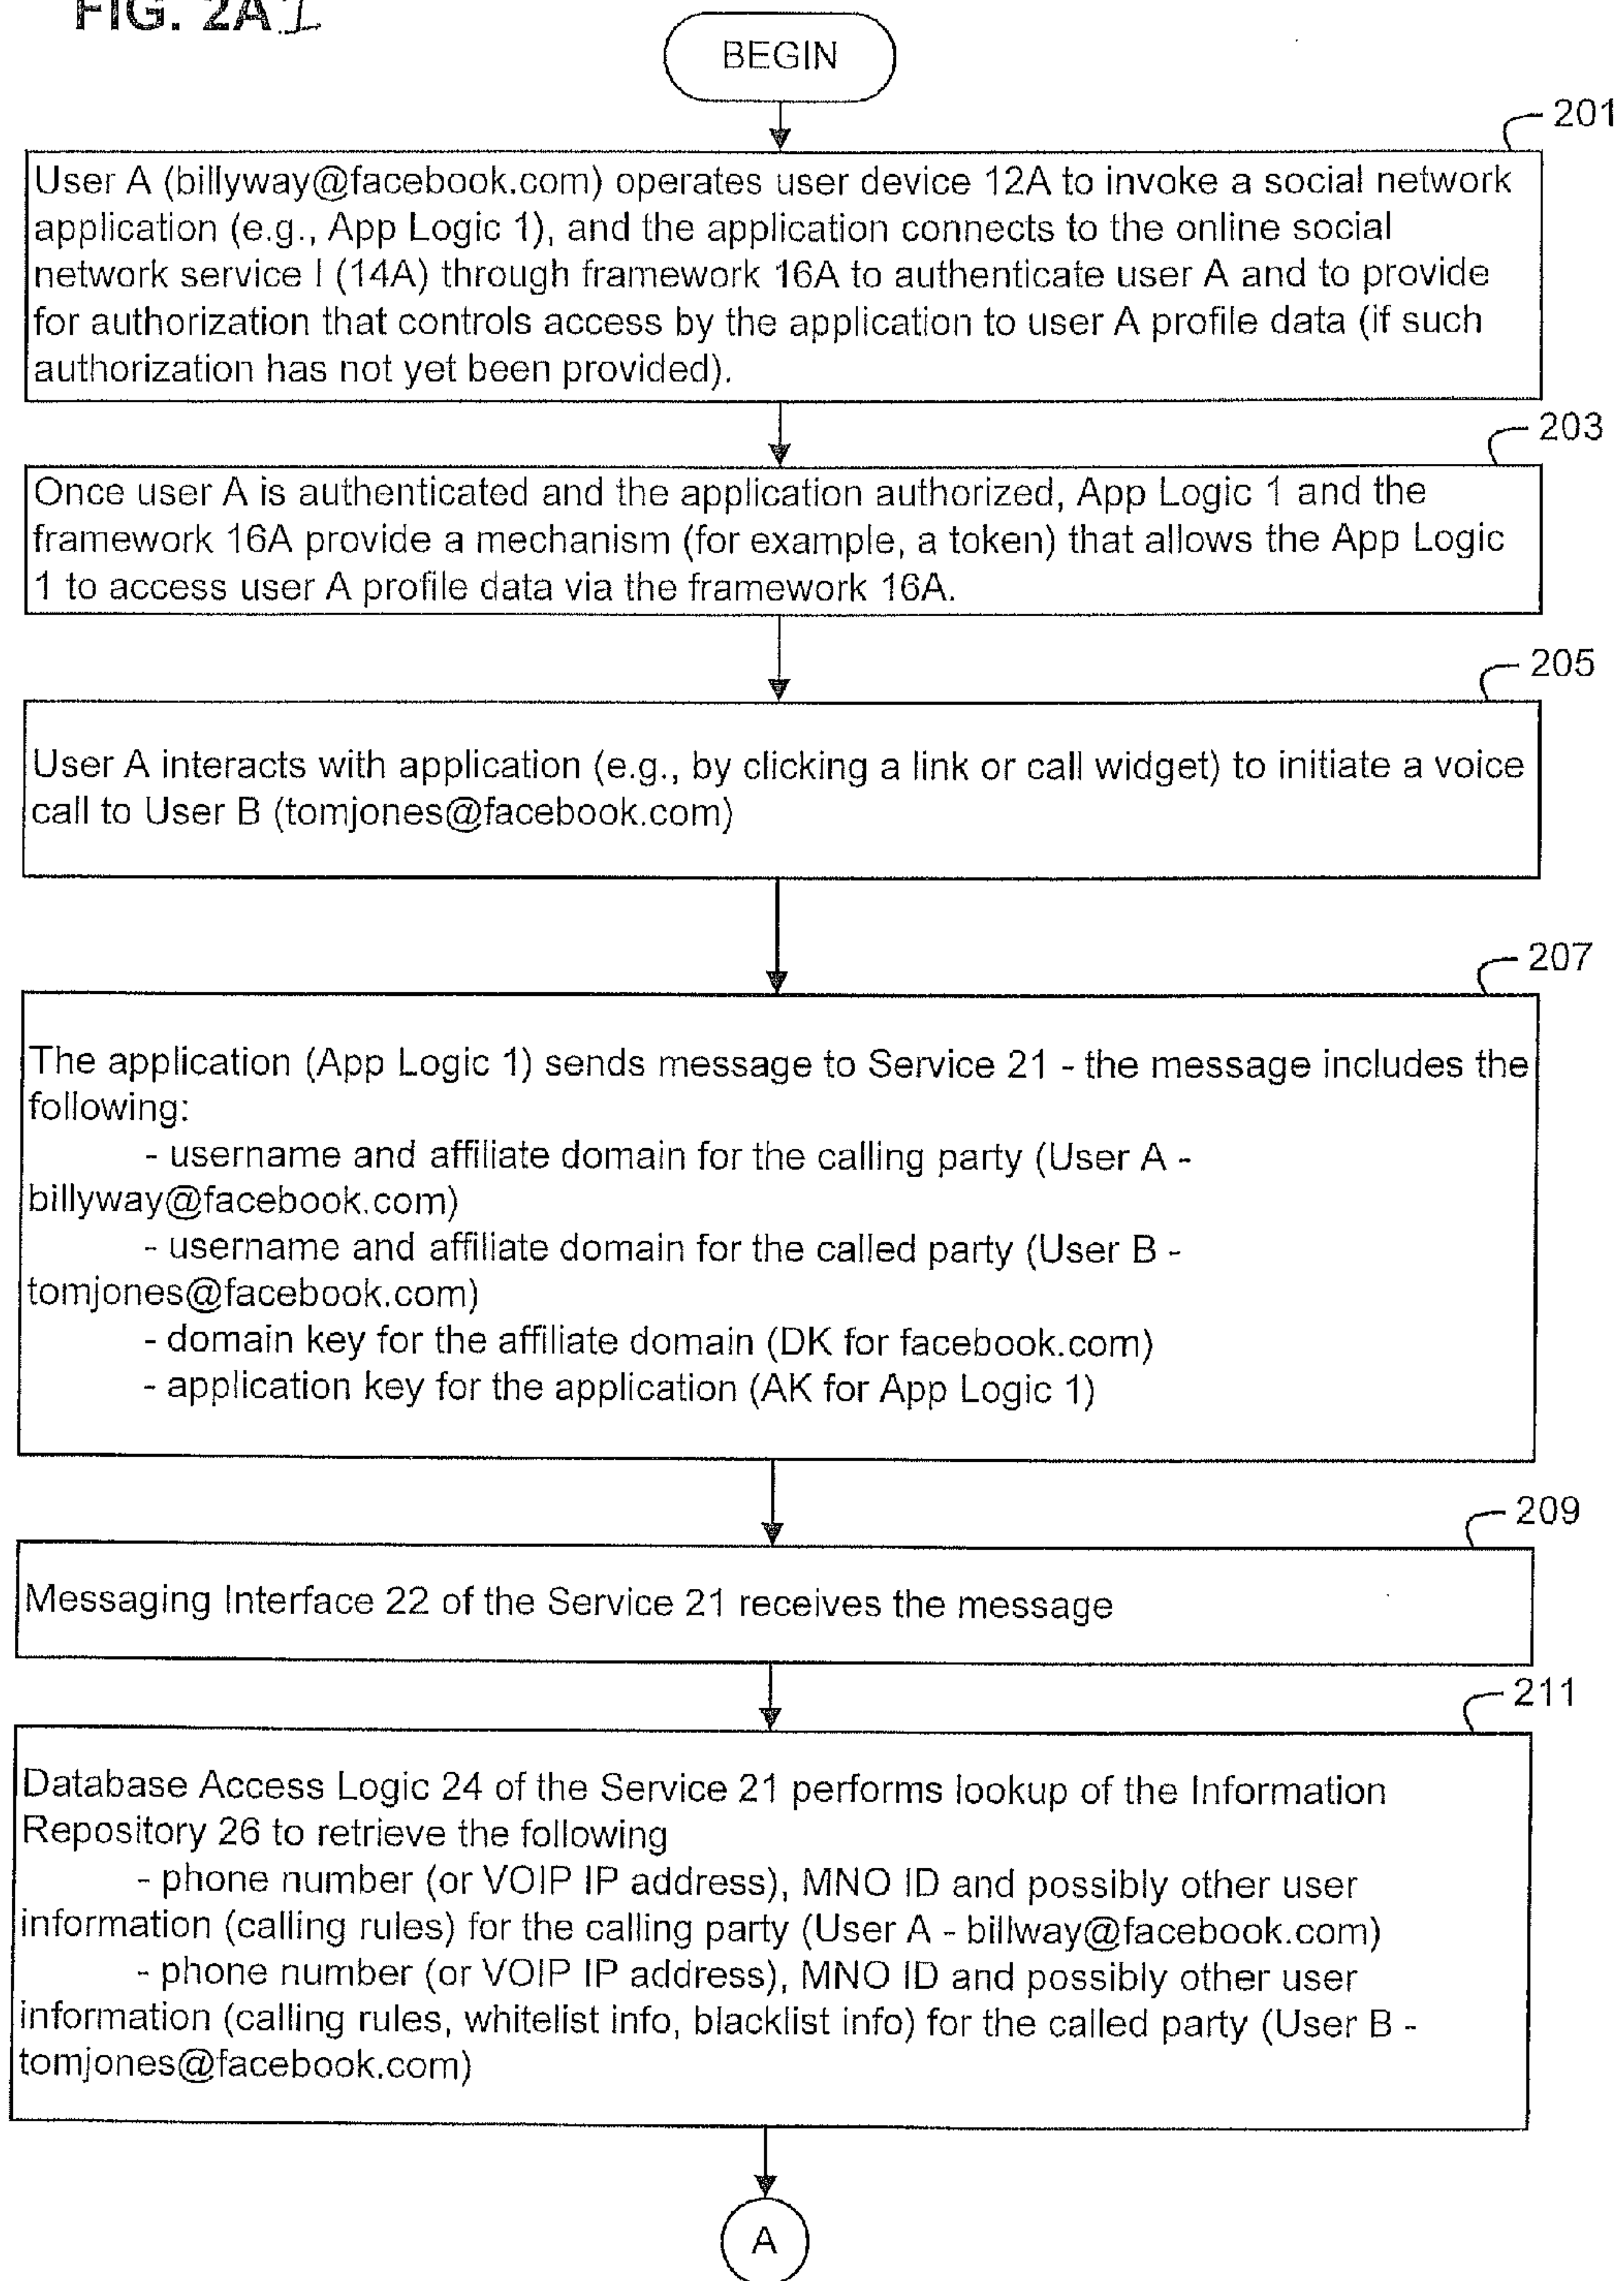 FIG. 2A1
BEGIN
201
User A (billyway@facebook.com) operates user device 12A to invoke a social network
application (e.g., App Logic 1), and the application connects to the online social
network service I (14A) through framework 16A to authenticate user A and to provide
for authorization that controls access by the application to user A profile data (if such
authorization has not yet been provided).
203
Once user A is authenticated and the application authorized, App Logic 1 and the
framework 16A provide a mechanism (for example, a token) that allows the App Logic
1 to access user A profile data via the framework 16A.
205
User A interacts with application (e.g., by clicking a link or call widget) to initiate a voice
call to User B (tomjones@facebook.com)
207
The application (App Logic 1) sends message to Service 21 - the message includes the
following:
- username and affiliate domain for the calling party (User A -
billyway@facebook.com)
- username and affiliate domain for the called party (User B -
tomjones@facebook.com)
- domain key for the affiliate domain (DK for facebook.com)
- application key for the application (AK for App Logic 1)
209
Messaging Interface 22 of the Service 21 receives the message
211
Database Access Logic 24 of the Service 21 performs lookup of the Information
Repository 26 to retrieve the following
- phone number (or VOIP IP address), MNO ID and possibly other user
information (calling rules) for the calling party (User A - billway@facebook.com)
- phone number (or VOIP IP address), MNO ID and possibly other user
information (calling rules, whitelist info, blacklist info) for the called party (User B -
tomjones@facebook.com)
A